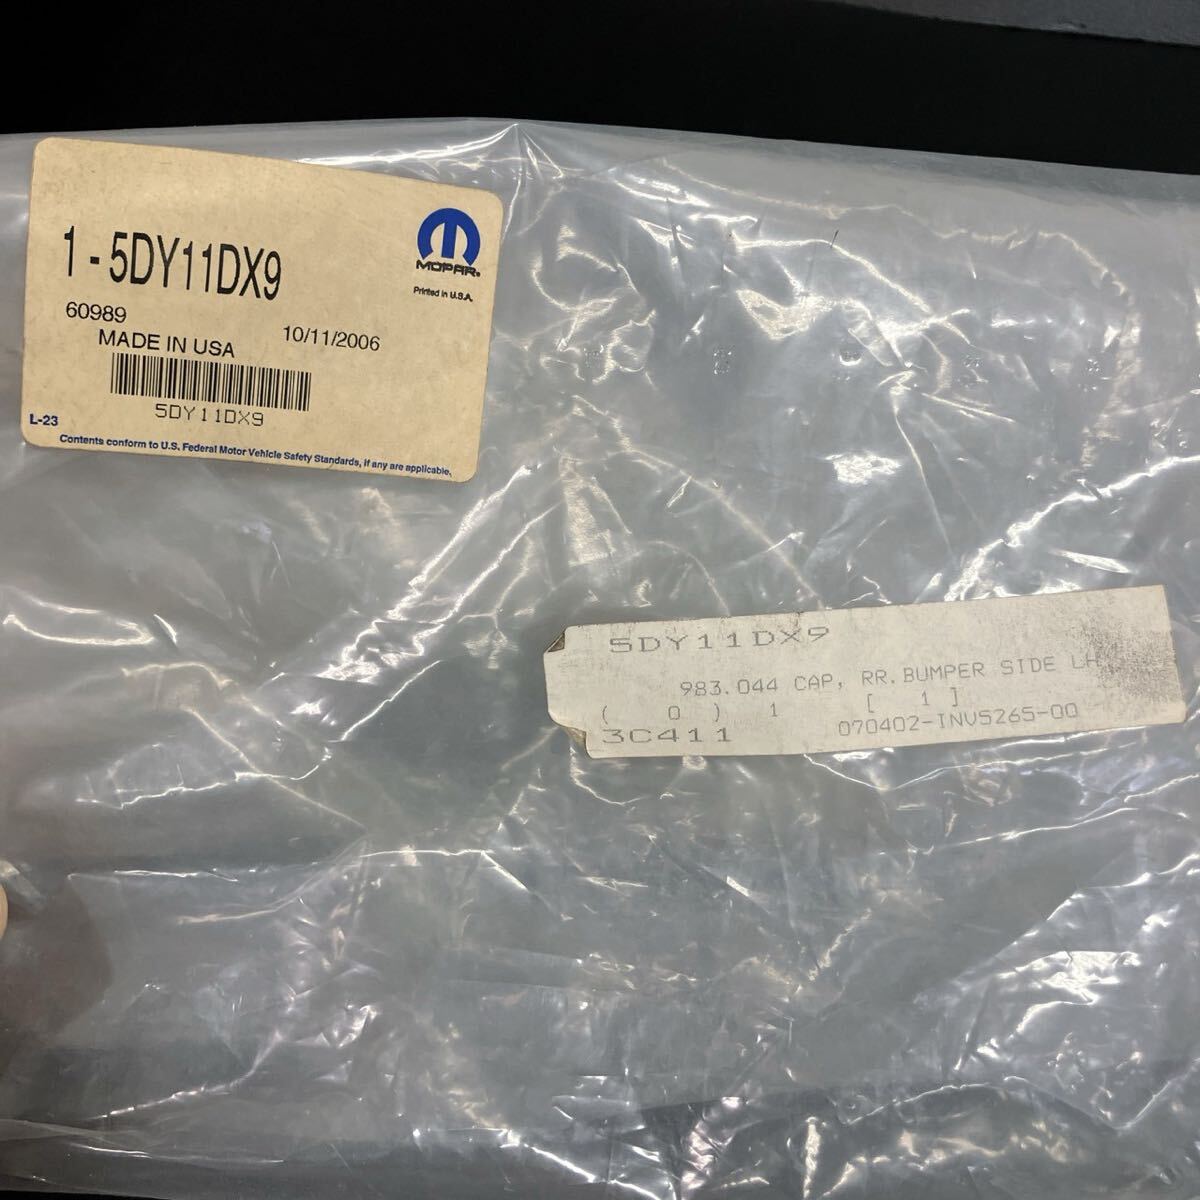 1 - 5DY11DX9
MOPAR®
Printed in U.S.A.
60989
10/11/2006
MADE IN USA
5DY11DX9
L-23
Contents conform to U.S. Federal Motor Vehicle Safety Standards, if any are applicable.
5DY11DX9
983.044 CAP, RR.BUMPER SIDE LH
( 0 ) 1 [ 1 ]
3C411 070402-INV5265-00